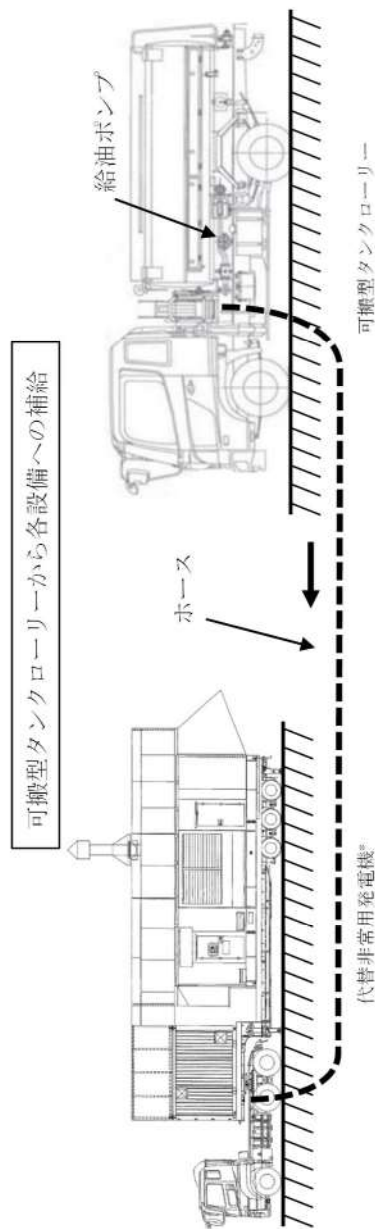 可搬型タンクローリーから各設備への補給
給油ポンプ
ホース
代替非常用発電機※
可搬型タンクローリー